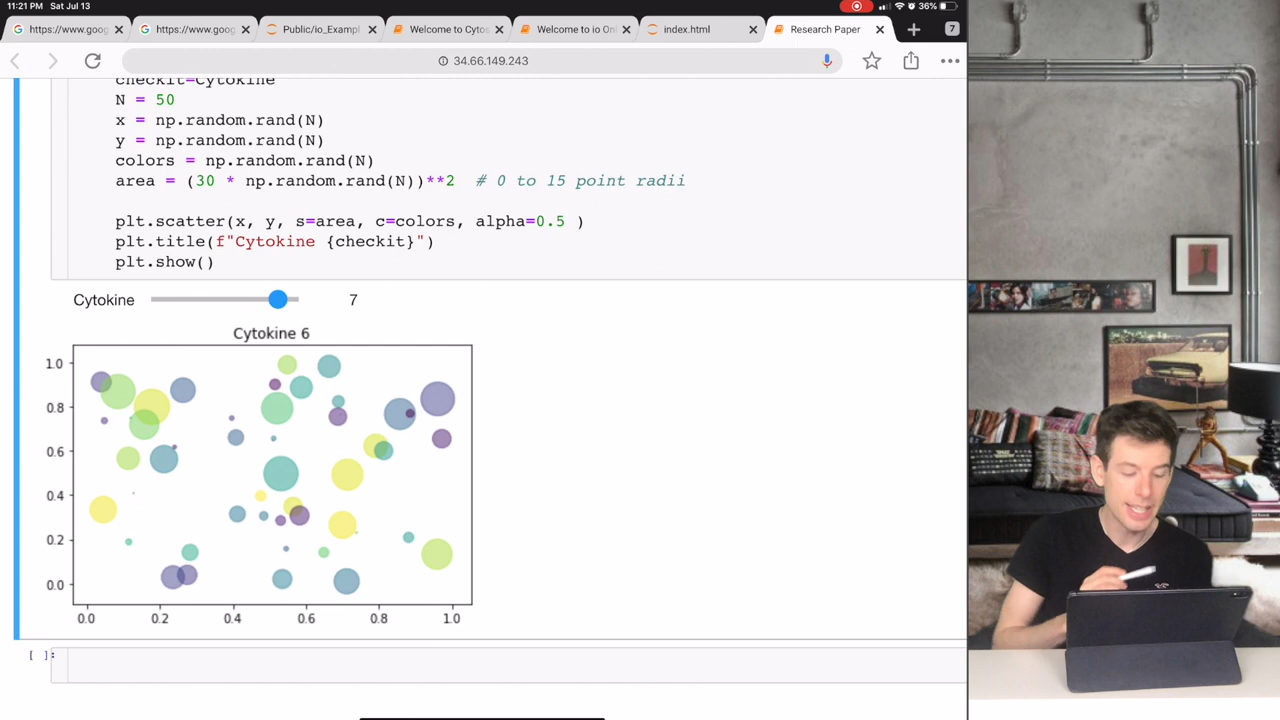 11:21 PM Sat Jul 13
36%
https://www.goog
https://www.goog
Public/io_Exampl
Welcome to Cytos
Welcome to io Onl
index.html
Research Paper
7
34.66.149.243
checkit=Cytokine
N = 50
x = np.random.rand(N)
y = np.random.rand(N)
colors = np.random.rand(N)
area = (30 * np.random.rand(N))**2 # 0 to 15 point radii
plt.scatter(x, y, s=area, c=colors, alpha=0.5 )
plt.title(f"Cytokine {checkit}")
plt.show()
Cytokine 7
Cytokine 6
1.0
0.8
0.6
0.4
0.2
0.0
0.0 0.2 0.4 0.6 0.8 1.0
[ ]: